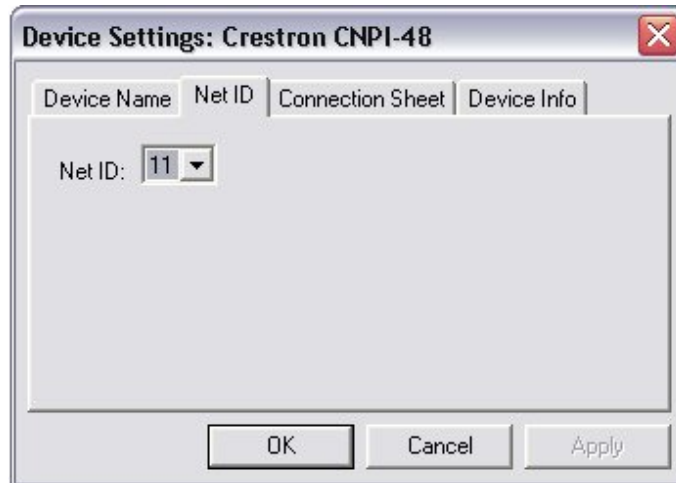 Device Settings: Crestron CNPI-48
Device Name Net ID Connection Sheet Device Info
Net ID: 11
OK Cancel Apply